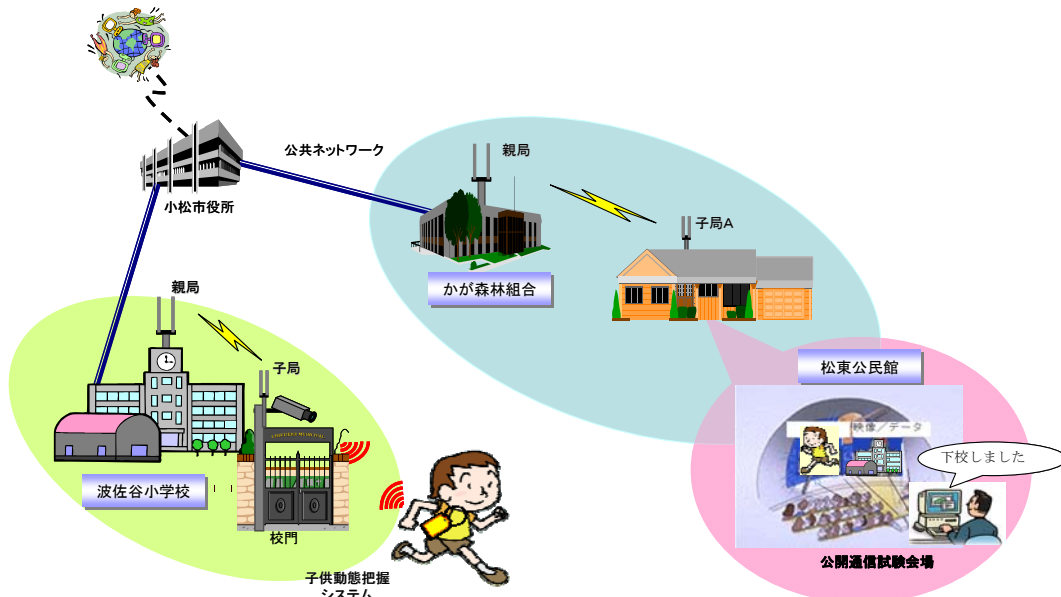 公共ネットワーク
親局
小松市役所
子局A
かが森林組合
親局
子局
松東公民館
映像／データ
下校しました
波佐谷小学校
校門
公開通信試験会場
子供動態把握
システム